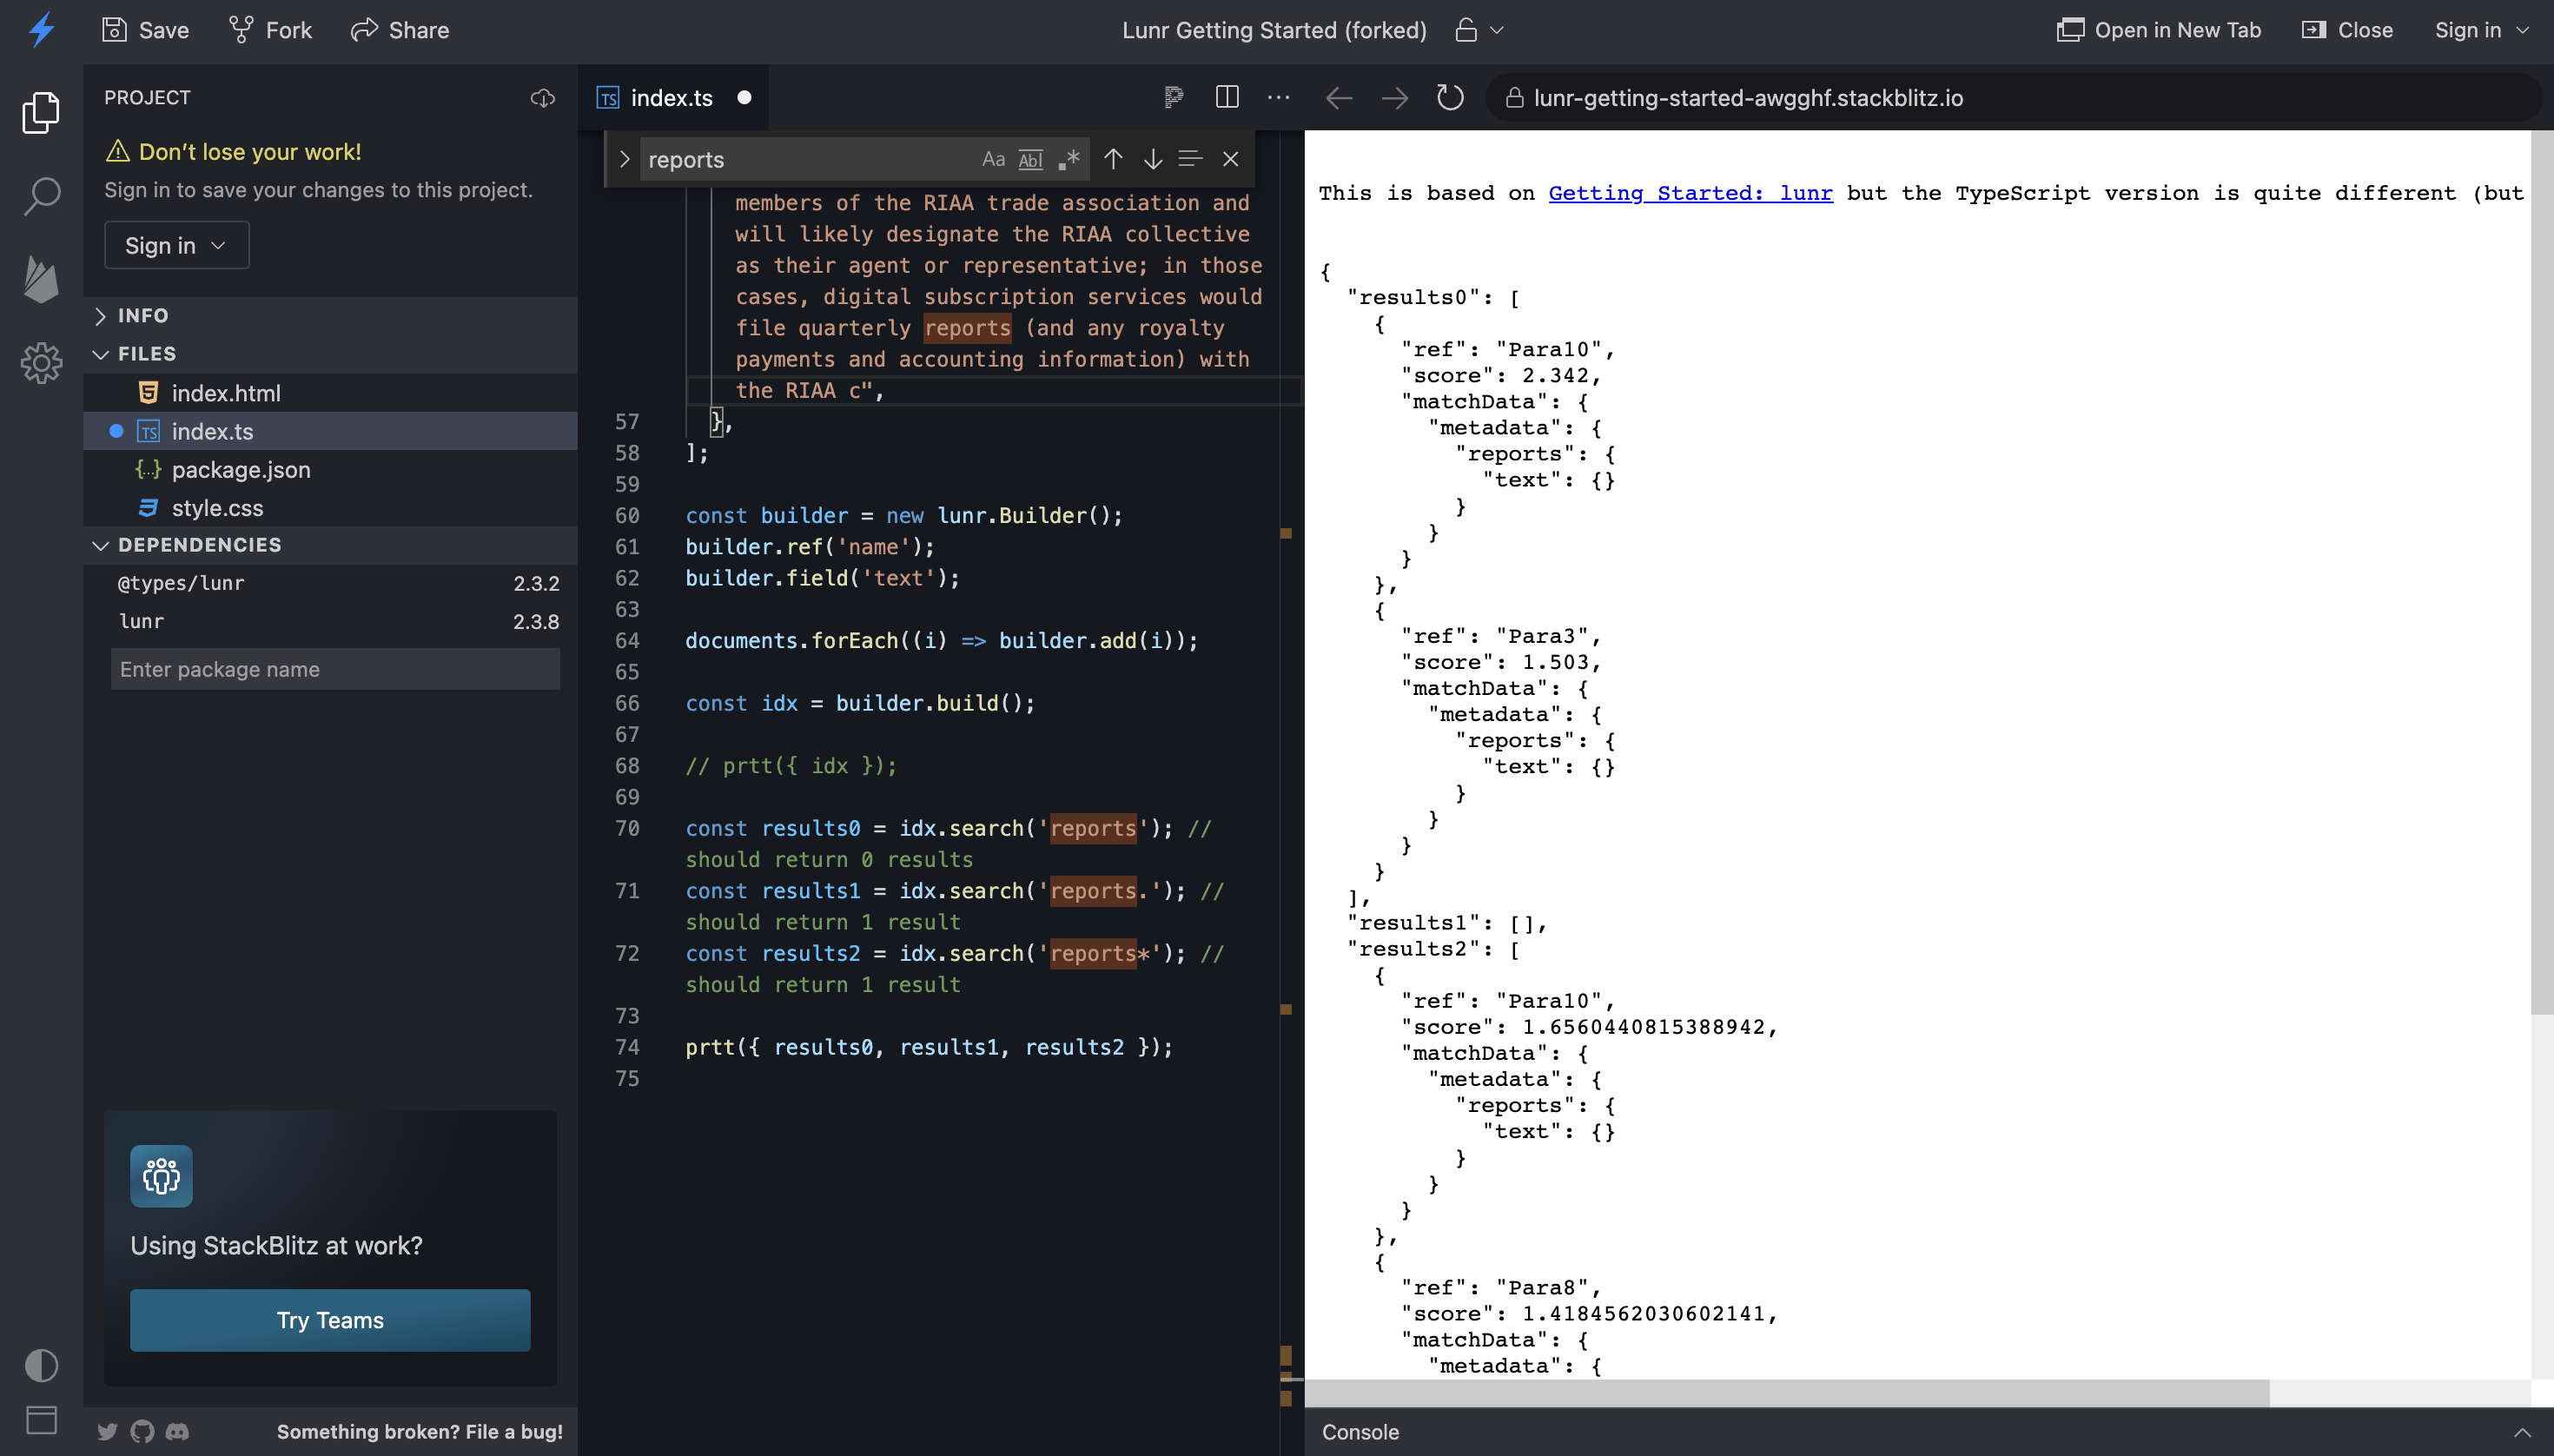 Save
Fork
Share
Lunr Getting Started (forked)
Open in New Tab
Close
Sign in
PROJECT
Don't lose your work!
Sign in to save your changes to this project.
Sign in
INFO
FILES
index.html
TS index.ts
package.json
style.css
DEPENDENCIES
@types/lunr 2.3.2
lunr 2.3.8
Enter package name
Using StackBlitz at work?
Try Teams
Something broken? File a bug!
TS index.ts
reports Aa Abl .*
members of the RIAA trade association and
will likely designate the RIAA collective
as their agent or representative; in those
cases, digital subscription services would
file quarterly reports (and any royalty
payments and accounting information) with
the RIAA c",
57 },
58 ];
59
60 const builder = new lunr.Builder();
61 builder.ref('name');
62 builder.field('text');
63
64 documents.forEach((i) => builder.add(i));
65
66 const idx = builder.build();
67
68 // prtt({ idx });
69
70 const results0 = idx.search('reports'); //
should return 0 results
71 const results1 = idx.search('reports.'); //
should return 1 result
72 const results2 = idx.search('reports*'); //
should return 1 result
73
74 prtt({ results0, results1, results2 });
75
lunr-getting-started-awgghf.stackblitz.io
This is based on Getting Started: lunr but the TypeScript version is quite different (but
{
"results0": [
{
"ref": "Para10",
"score": 2.342,
"matchData": {
"metadata": {
"reports": {
"text": {}
}
}
}
},
{
"ref": "Para3",
"score": 1.503,
"matchData": {
"metadata": {
"reports": {
"text": {}
}
}
}
}
],
"results1": [],
"results2": [
{
"ref": "Para10",
"score": 1.6560440815388942,
"matchData": {
"metadata": {
"reports": {
"text": {}
}
}
}
},
{
"ref": "Para8",
"score": 1.4184562030602141,
"matchData": {
"metadata": {
Console